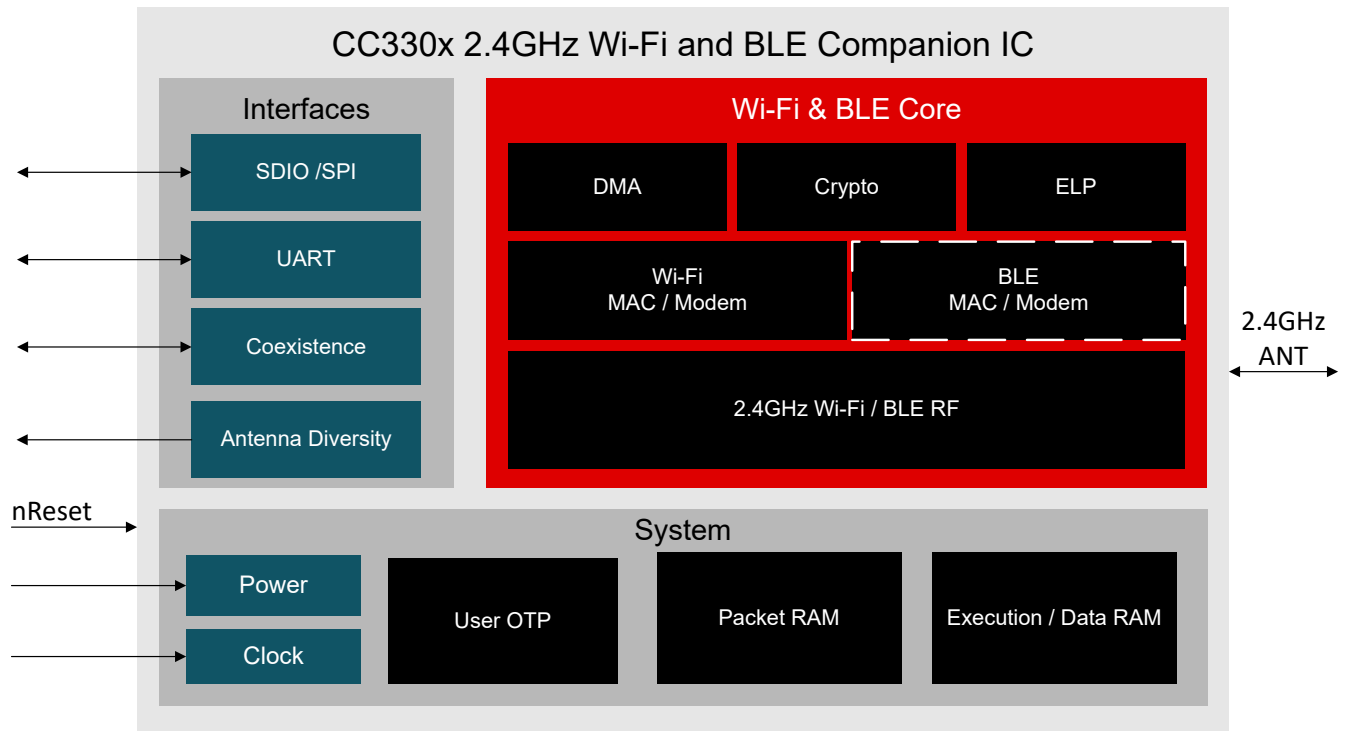 CC330x 2.4GHz Wi-Fi and BLE Companion IC
Interfaces
SDIO /SPI
UART
Coexistence
Antenna Diversity
Wi-Fi & BLE Core
DMA
Crypto
ELP
Wi-Fi
MAC / Modem
BLE
MAC / Modem
2.4GHz Wi-Fi / BLE RF
2.4GHz
ANT
nReset
System
Power
Clock
User OTP
Packet RAM
Execution / Data RAM